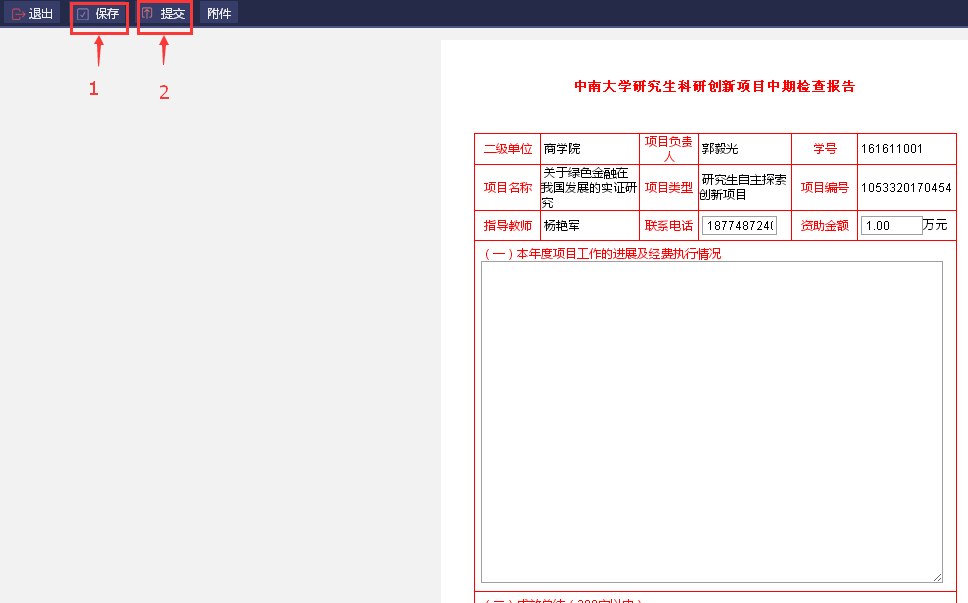 退出 保存 提交 附件
1 2
中南大学研究生科研创新项目中期检查报告
二级单位 商学院 项目负责人 郭毅光 学号 161611001
项目名称 关于绿色金融在我国发展的实证研究 项目类型 研究生自主探索创新项目 项目编号 1053320170454
指导教师 杨艳军 联系电话 1877487240 资助金额 1.00 万元
(一)本年度项目工作的进展及经费执行情况